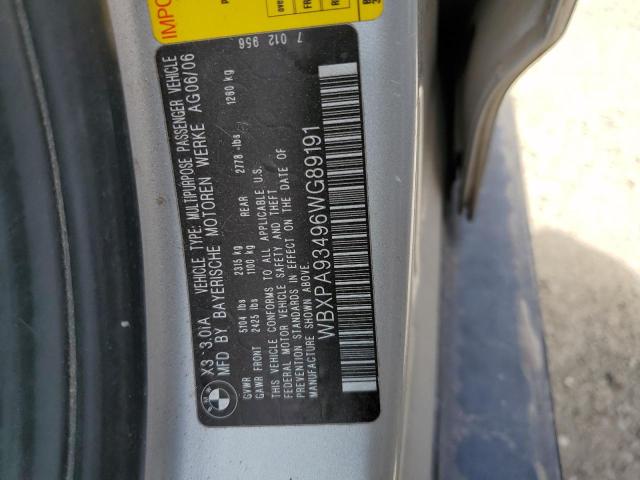 X3 3.0iA VEHICLE TYPE: MULTIPURPOSE PASSENGER VEHICLE
MFD BY BAYERISCHE MOTOREN WERKE AG06/06
GVWR 5104 lbs 2315 kg
GAWR FRONT 2425 lbs 1100 kg REAR 2778 lbs 1260 kg
THIS VEHICLE CONFORMS TO ALL APPLICABLE U.S.
FEDERAL MOTOR VEHICLE SAFETY AND THEFT
PREVENTION STANDARDS IN EFFECT ON THE DATE OF
MANUFACTURE SHOWN ABOVE.
WBXPA93496WG89191
7 012 956
IMPO